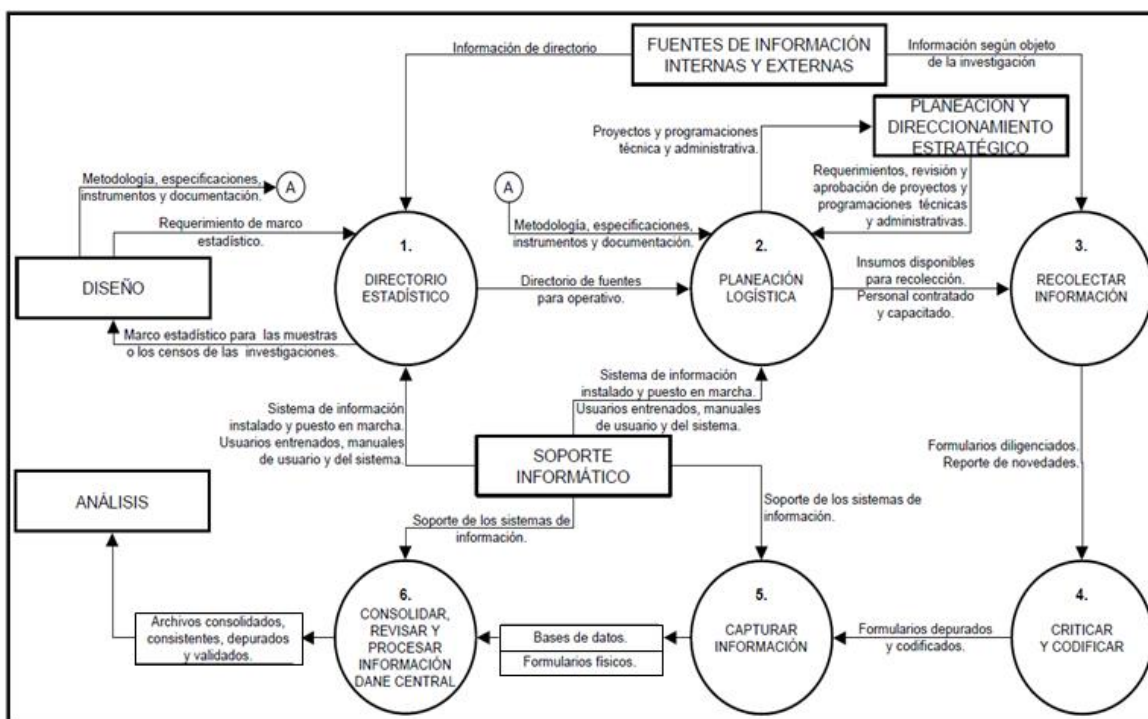 Información de directorio
FUENTES DE INFORMACIÓN
INTERNAS Y EXTERNAS
Información según objeto
de la investigación
Proyectos y programaciones
técnica y administrativa.
PLANEACIÓN Y
DIRECCIONAMIENTO
ESTRATÉGICO
Requerimientos, revisión y
aprobación de proyectos y
programaciones técnicas
y administrativas.
Metodología, especificaciones,
instrumentos y documentación.
A
A
Metodología, especificaciones,
instrumentos y documentación.
Requerimiento de marco
estadístico.
DISEÑO
Marco estadístico para las muestras
o los censos de las investigaciones.
1.
DIRECTORIO
ESTADÍSTICO
Directorio de fuentes
para operativo.
2.
PLANEACIÓN
LOGÍSTICA
Insumos disponibles
para recolección.
Personal contratado
y capacitado.
3.
RECOLECTAR
INFORMACIÓN
Sistema de información
instalado y puesto en marcha.
Usuarios entrenados, manuales
de usuario y del sistema.
Sistema de información
instalado y puesto en marcha.
Usuarios entrenados, manuales
de usuario y del sistema.
SOPORTE
INFORMÁTICO
Formularios diligenciados.
Reporte de novedades.
ANÁLISIS
Soporte de los sistemas de
información.
Soporte de los sistemas de
información.
Archivos consolidados,
consistentes, depurados
y validados.
6.
CONSOLIDAR,
REVISAR Y
PROCESAR
INFORMACIÓN
DANE CENTRAL
Bases de datos.
Formularios físicos.
5.
CAPTURAR
INFORMACIÓN
Formularios depurados
y codificados.
4.
CRITICAR
Y CODIFICAR